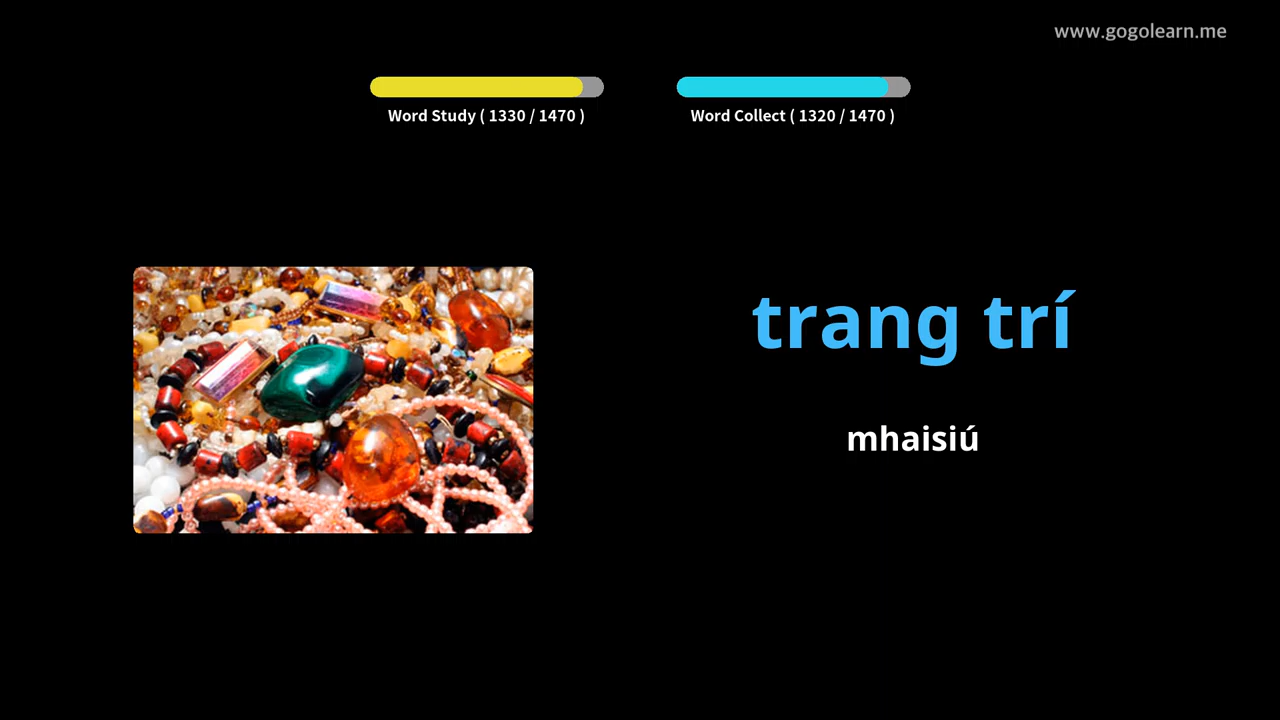 www.gogolearn.me
Word Study ( 1330 / 1470 )
Word Collect ( 1320 / 1470 )
trang trí
mhaisiú